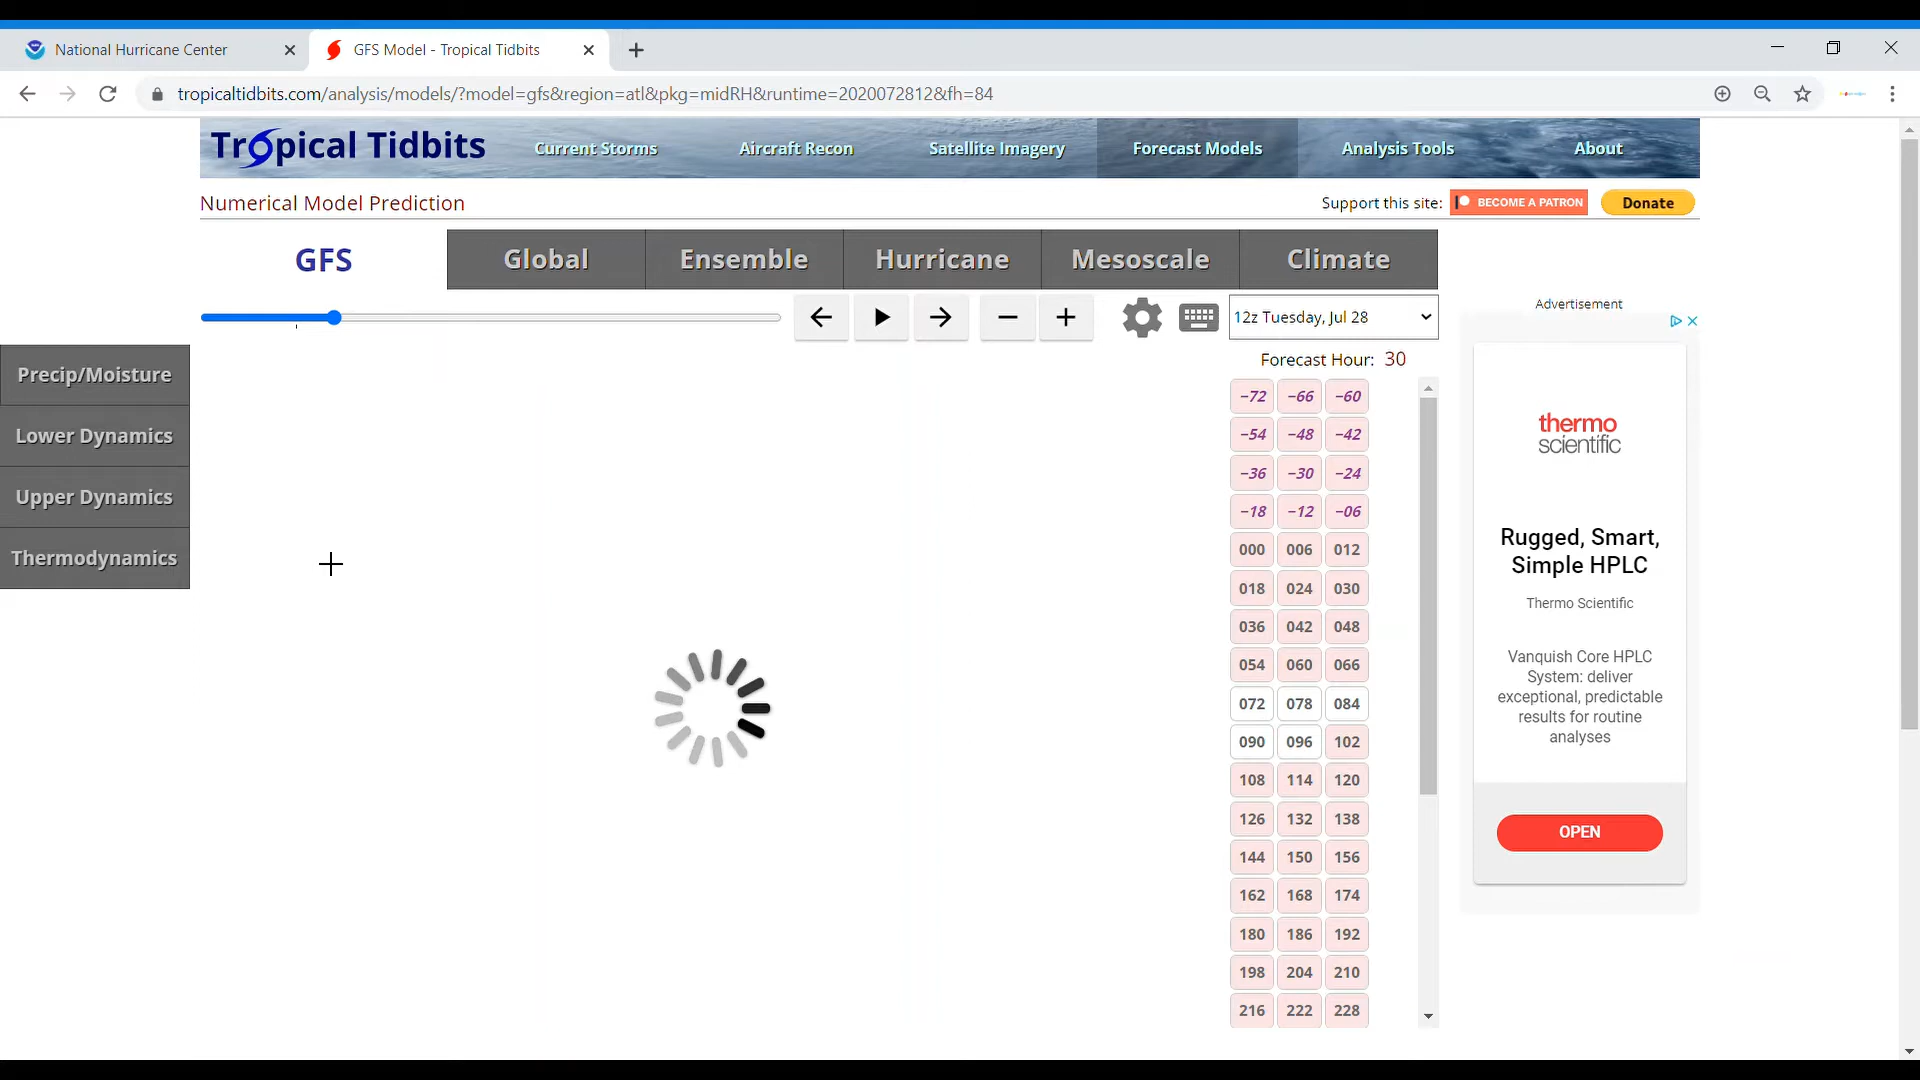 National Hurricane Center
GFS Model - Tropical Tidbits
tropicaltidbits.com/analysis/models/?model=gfs&region=atl&pkg=midRH&runtime=2020072812&fh=84
Tropical Tidbits
Current Storms
Aircraft Recon
Satellite Imagery
Forecast Models
Analysis Tools
About
Numerical Model Prediction
Support this site:
BECOME A PATRON
Donate
GFS
Global
Ensemble
Hurricane
Mesoscale
Climate
12z Tuesday, Jul 28
Forecast Hour: 30
Precip/Moisture
Lower Dynamics
Upper Dynamics
Thermodynamics
−72 −66 −60
−54 −48 −42
−36 −30 −24
−18 −12 −06
000 006 012
018 024 030
036 042 048
054 060 066
072 078 084
090 096 102
108 114 120
126 132 138
144 150 156
162 168 174
180 186 192
198 204 210
216 222 228
Advertisement
thermo
scientific
Rugged, Smart,
Simple HPLC
Thermo Scientific
Vanquish Core HPLC
System: deliver
exceptional, predictable
results for routine
analyses
OPEN